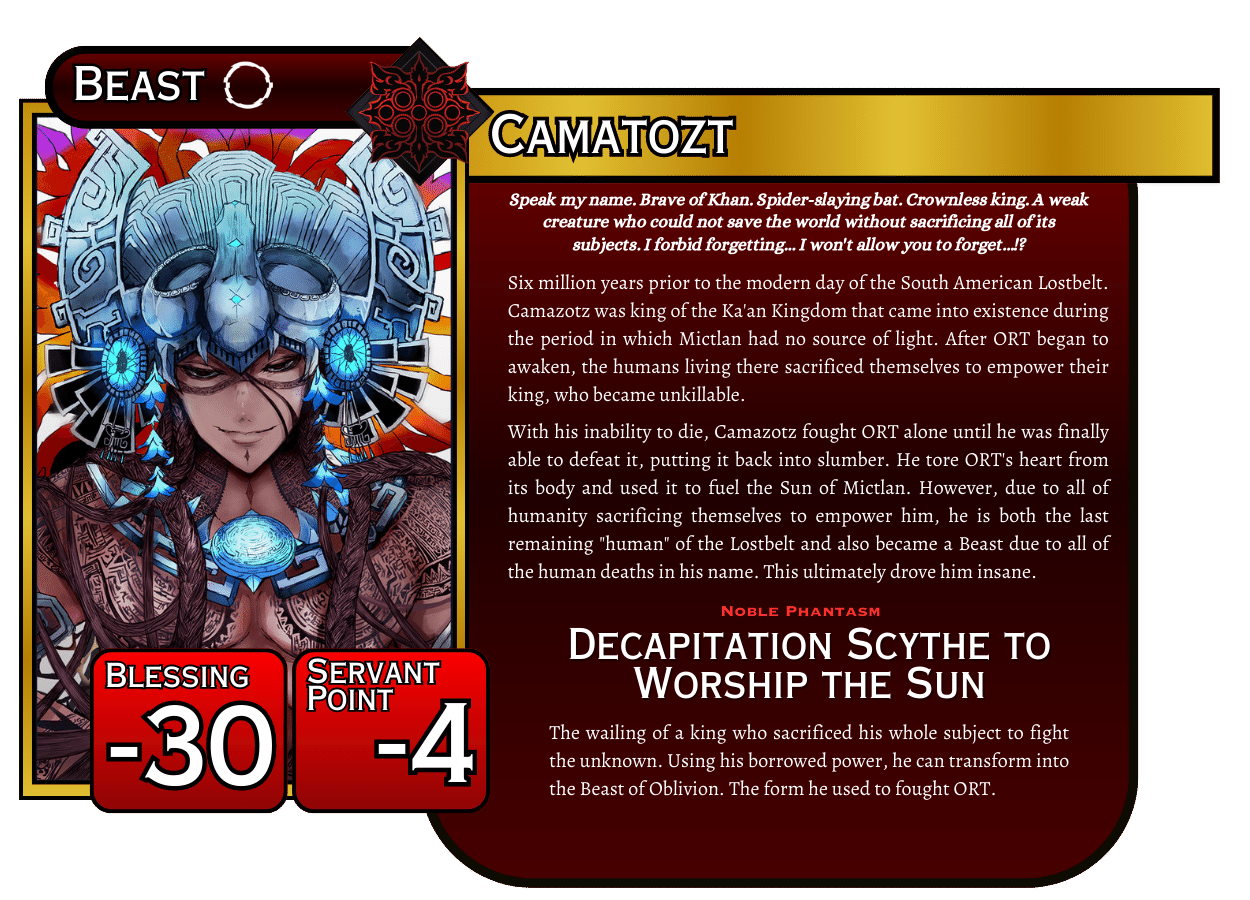 Beast
Camatozt
Speak my name. Brave of Khan. Spider-slaying bat. Crownless king. A weak
creature who could not save the world without sacrificing all of its
subjects. I forbid forgetting... I won't allow you to forget...!?
Six million years prior to the modern day of the South American Lostbelt.
Camazotz was king of the Ka'an Kingdom that came into existence during
the period in which Mictlan had no source of light. After ORT began to
awaken, the humans living there sacrificed themselves to empower their
king, who became unkillable.
With his inability to die, Camazotz fought ORT alone until he was finally
able to defeat it, putting it back into slumber. He tore ORT's heart from
its body and used it to fuel the Sun of Mictlan. However, due to all of
humanity sacrificing themselves to empower him, he is both the last
remaining "human" of the Lostbelt and also became a Beast due to all of
the human deaths in his name. This ultimately drove him insane.
Noble Phantasm
Decapitation Scythe to
Worship the Sun
The wailing of a king who sacrificed his whole subject to fight
the unknown. Using his borrowed power, he can transform into
the Beast of Oblivion. The form he used to fought ORT.
Blessing
-30
Servant
Point
-4